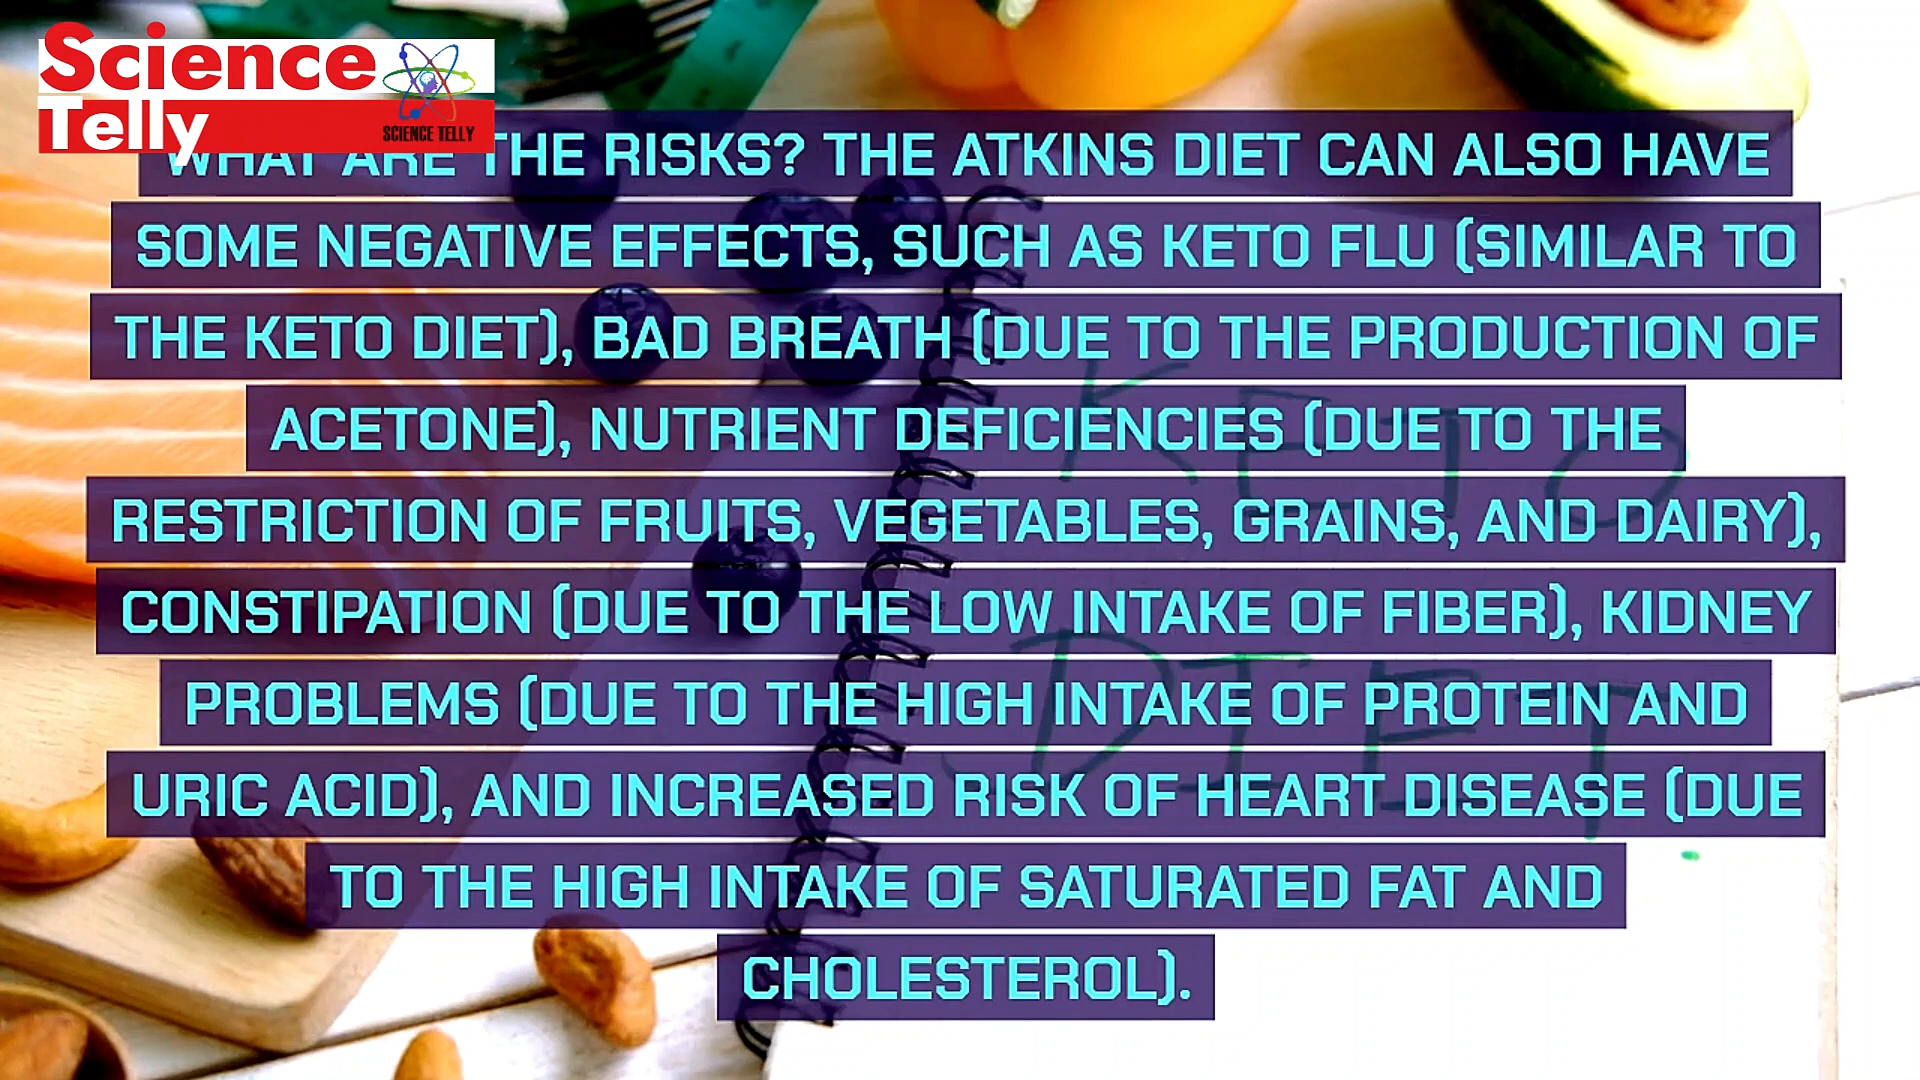 Science
Telly
SCIENCE TELLY
WHAT ARE THE RISKS? THE ATKINS DIET CAN ALSO HAVE
SOME NEGATIVE EFFECTS, SUCH AS KETO FLU (SIMILAR TO
THE KETO DIET), BAD BREATH (DUE TO THE PRODUCTION OF
ACETONE), NUTRIENT DEFICIENCIES (DUE TO THE
RESTRICTION OF FRUITS, VEGETABLES, GRAINS, AND DAIRY),
CONSTIPATION (DUE TO THE LOW INTAKE OF FIBER), KIDNEY
PROBLEMS (DUE TO THE HIGH INTAKE OF PROTEIN AND
URIC ACID), AND INCREASED RISK OF HEART DISEASE (DUE
TO THE HIGH INTAKE OF SATURATED FAT AND
CHOLESTEROL).
KETO
DIET